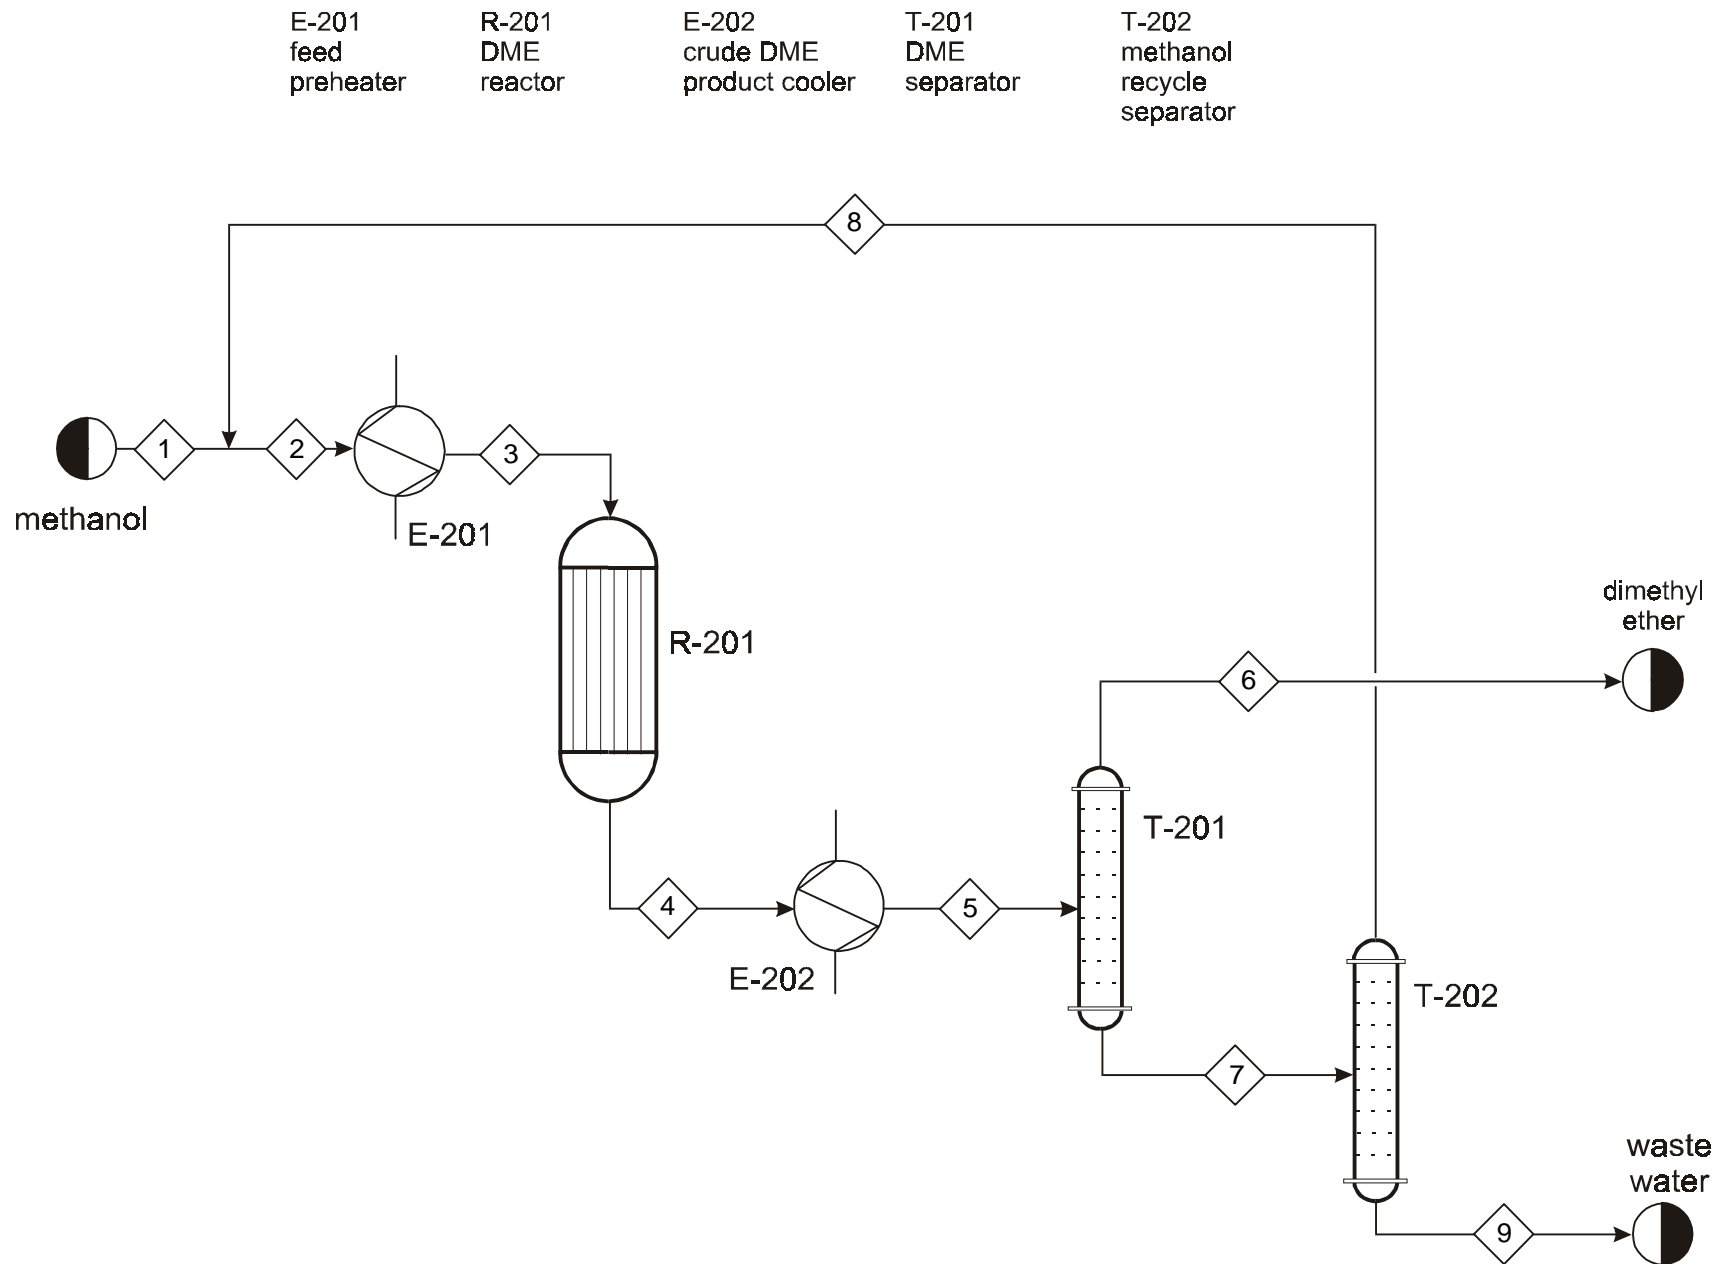 E-201
feed
preheater
R-201
DME
reactor
E-202
crude DME
product cooler
T-201
DME
separator
T-202
methanol
recycle
separator
8
1
2
3
methanol
E-201
R-201
dimethyl
ether
6
T-201
4
5
E-202
T-202
7
waste
water
9